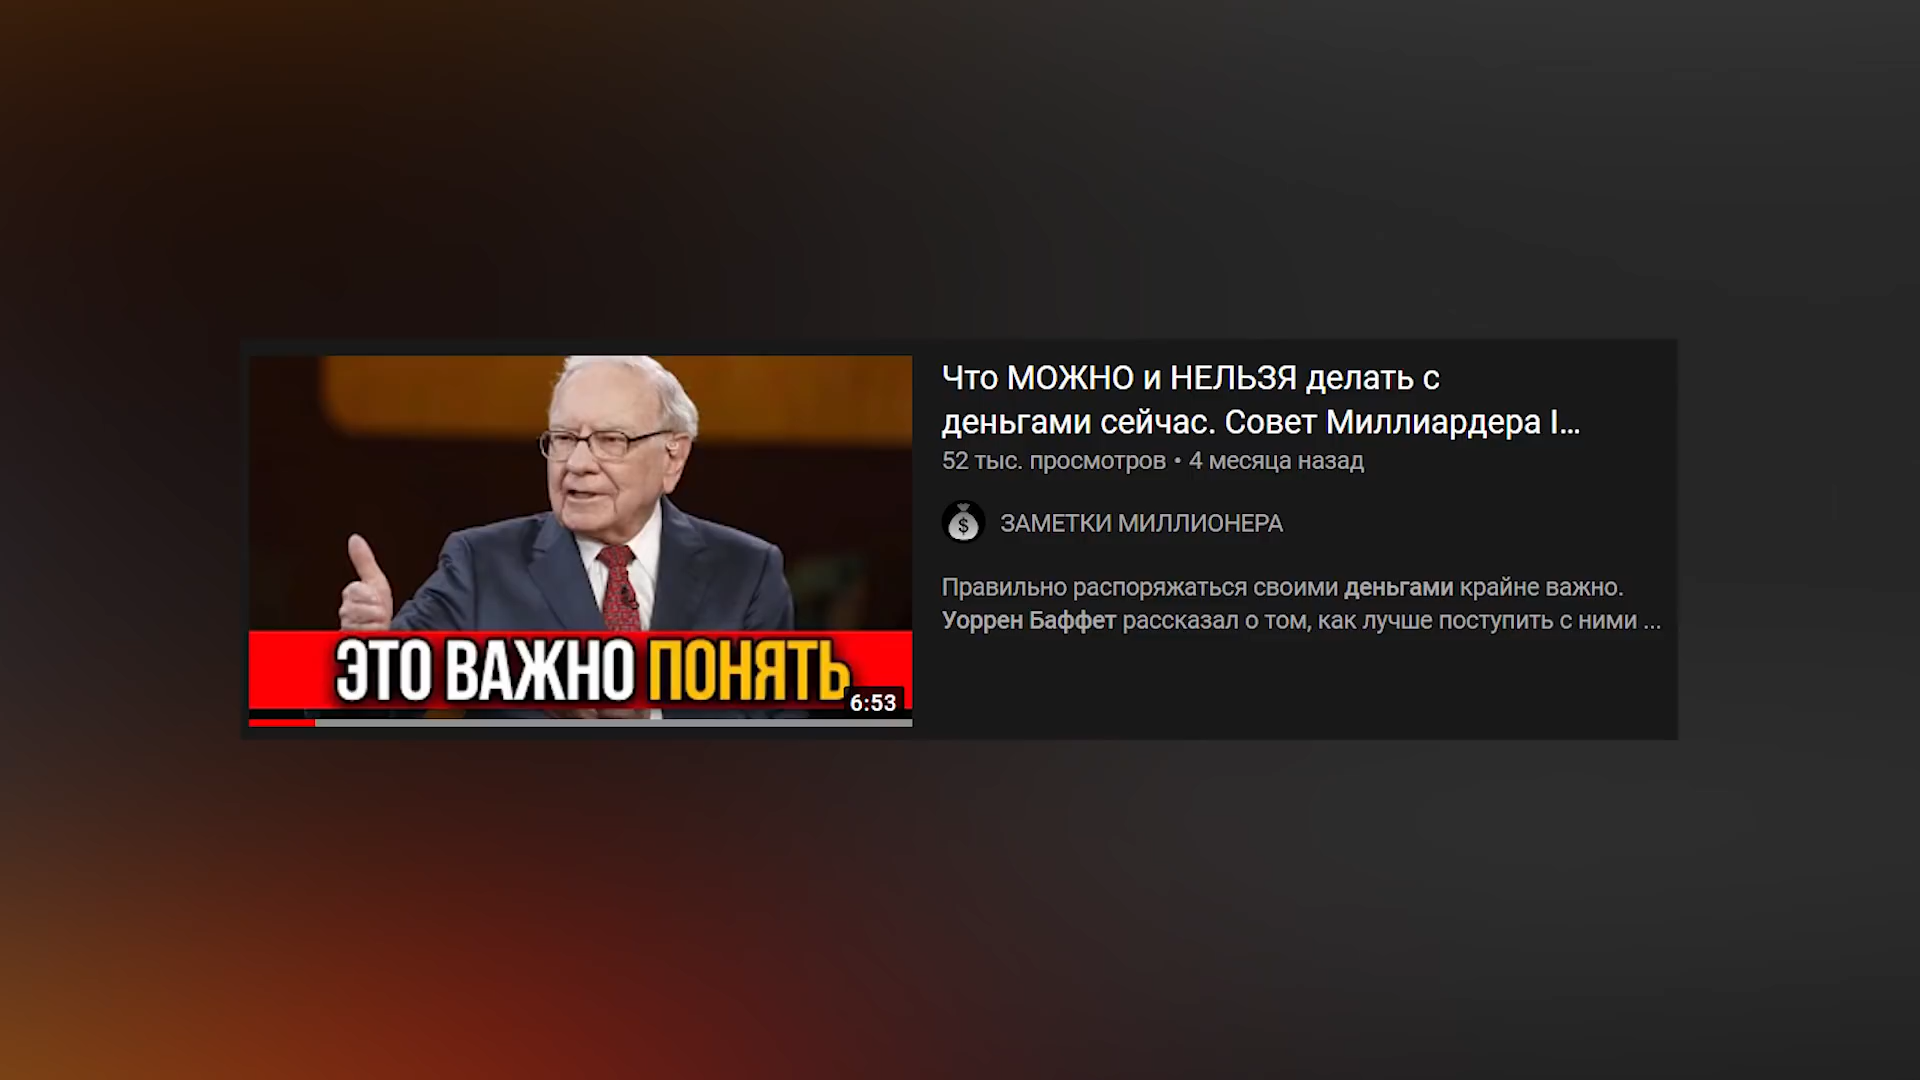 ЭТО ВАЖНО ПОНЯТЬ
6:53
Что МОЖНО и НЕЛЬЗЯ делать с
деньгами сейчас. Совет Миллиардера I...
52 тыс. просмотров • 4 месяца назад
$
ЗАМЕТКИ МИЛЛИОНЕРА
Правильно распоряжаться своими деньгами крайне важно.
Уоррен Баффет рассказал о том, как лучше поступить с ними ...